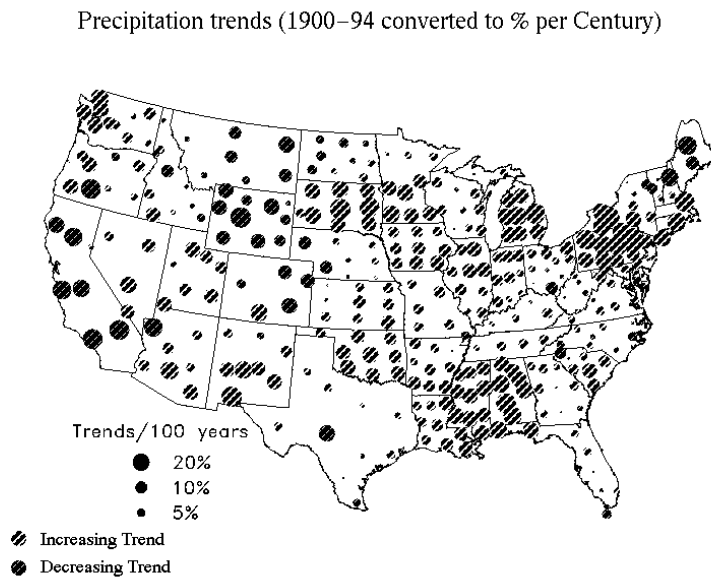 Precipitation trends (1900–94 converted to % per Century)
Trends/100 years
20%
10%
5%
Increasing Trend
Decreasing Trend